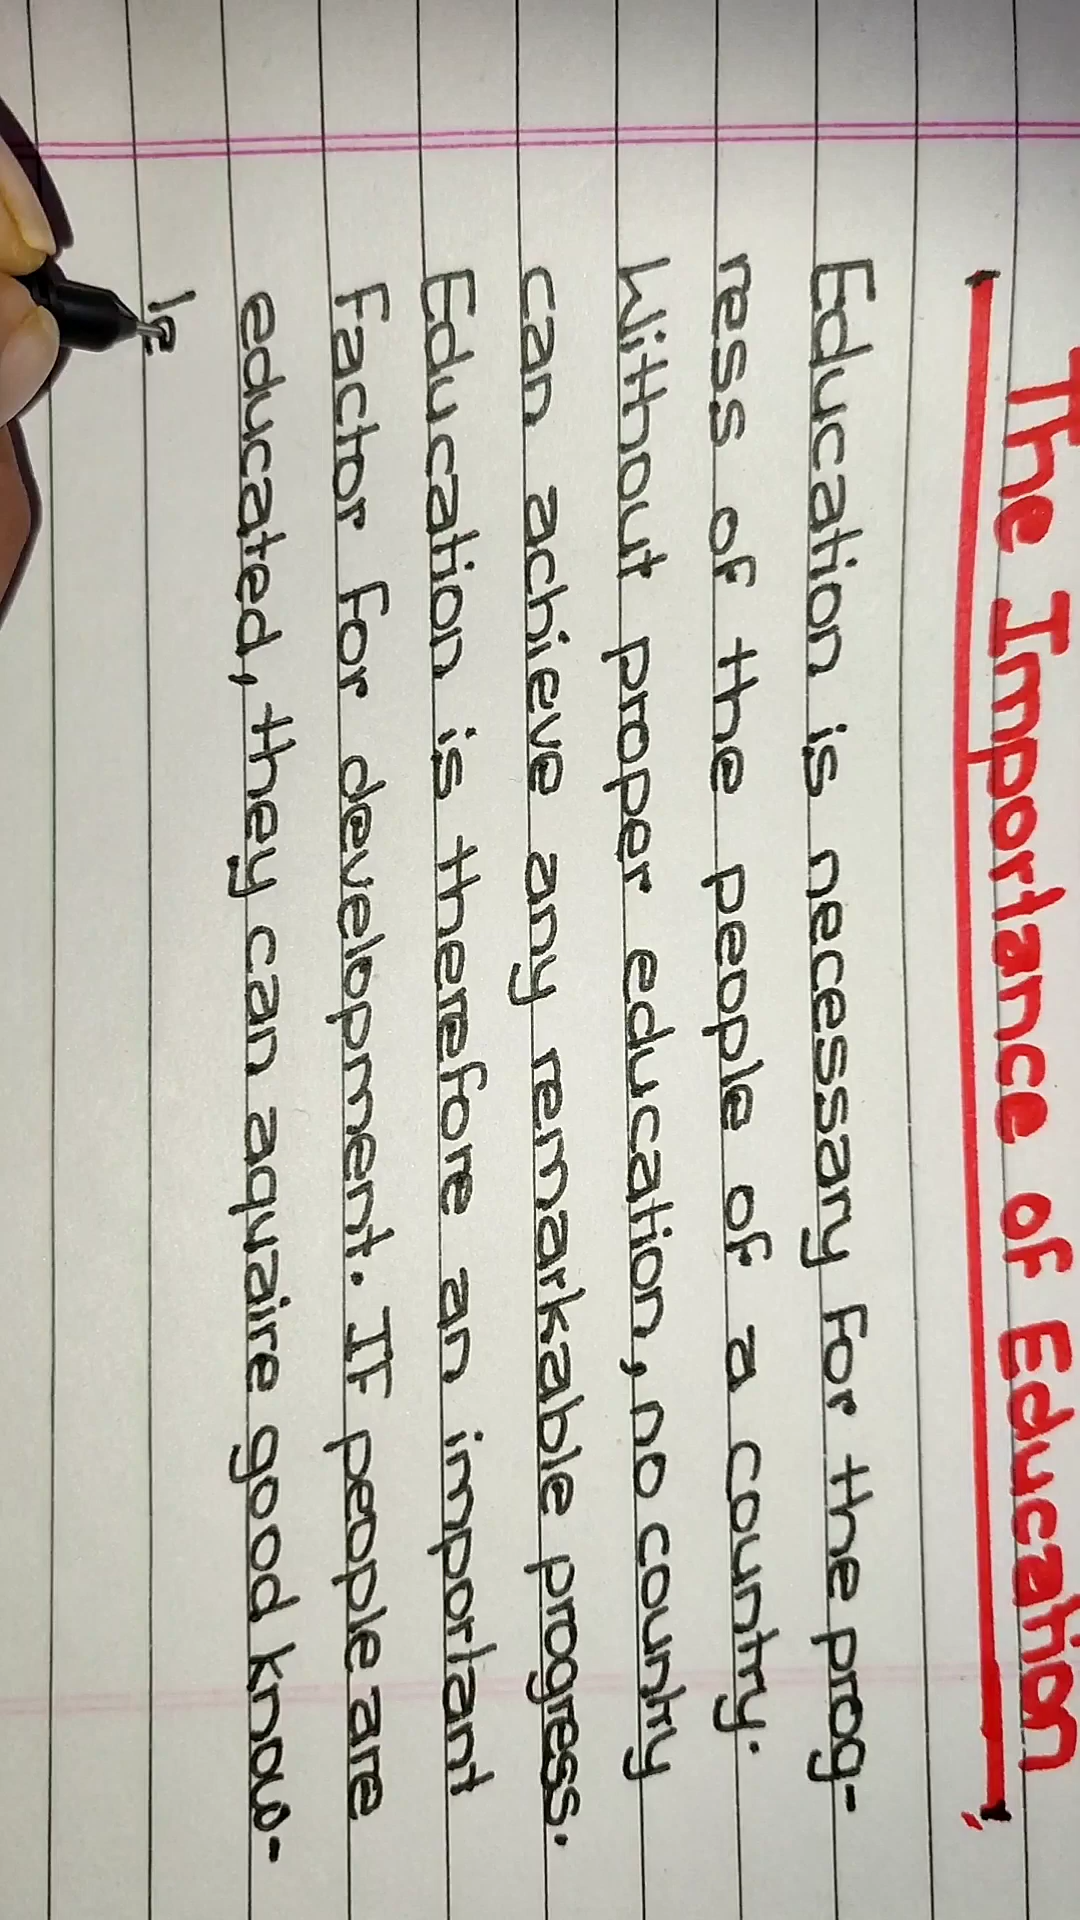 The Importance of Education
Education is necessary for the prog-
ress of the people of a country.
Without proper education, no country
can achieve any remarkable progress.
Education is therefore an important
factor for development. If people are
educated, they can aquaire good know-
le